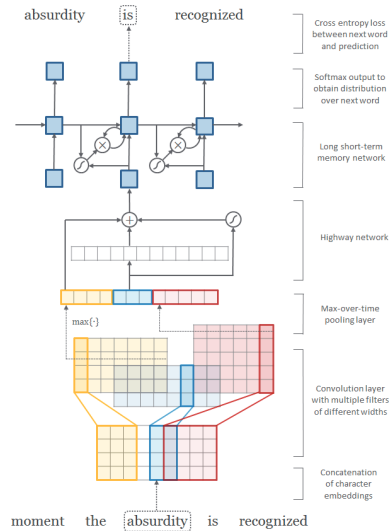 absurdity is recognized
Cross entropy loss
between next word
and prediction
Softmax output to
obtain distribution
over next word
Long short-term
memory network
+
Highway network
Max-over-time
pooling layer
max{·}
Convolution layer
with multiple filters
of different widths
Concatenation
of character
embeddings
moment the absurdity is recognized